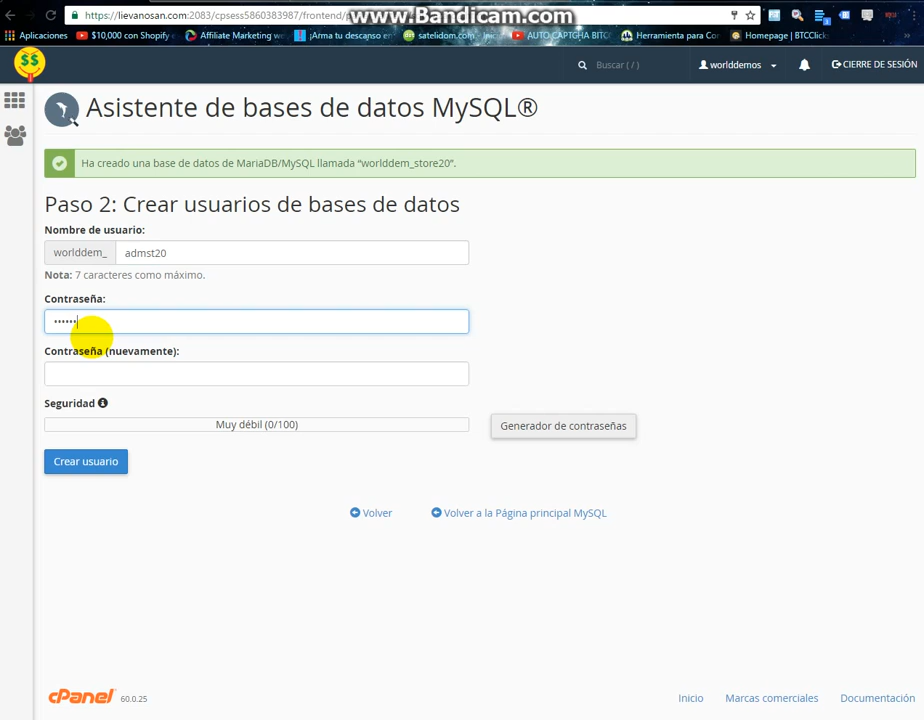 https://lievanosan.com:2083/cpsess5860383987/frontend/
www.Bandicam.com
Aplicaciones $10,000 con Shopify Affiliate Marketing ¡Arma tu descanso satelidom.com AUTO CAPTGHA BITC Herramienta para Cor Homepage | BTCClick »
Buscar ( / ) worlddemos CIERRE DE SESIÓN
Asistente de bases de datos MySQL®
Ha creado una base de datos de MariaDB/MySQL llamada “worlddem_store20”.
Paso 2: Crear usuarios de bases de datos
Nombre de usuario:
worlddem_ admst20
Nota: 7 caracteres como máximo.
Contraseña:
••••••
Contraseña (nuevamente):
Seguridad
Muy débil (0/100)
Generador de contraseñas
Crear usuario
Volver Volver a la Página principal MySQL
cPanel 60.0.25 Inicio Marcas comerciales Documentación